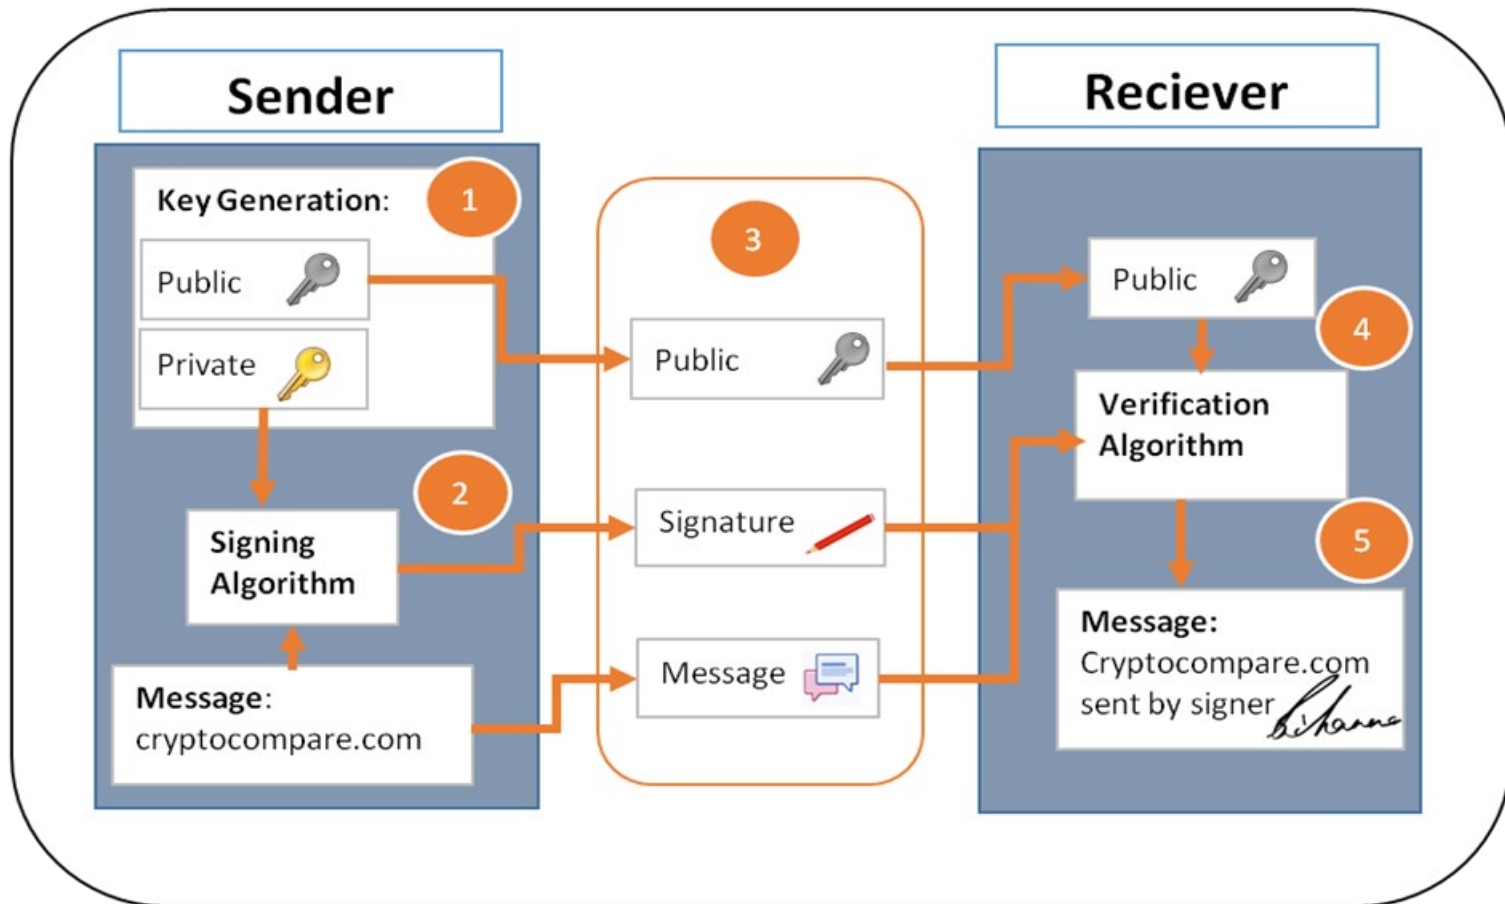 Sender
Reciever
Key Generation:
1
Public
Private
2
Signing
Algorithm
Message:
cryptocompare.com
3
Public
Signature
Message
Public
4
Verification
Algorithm
5
Message:
Cryptocompare.com
sent by signer
Rihanna